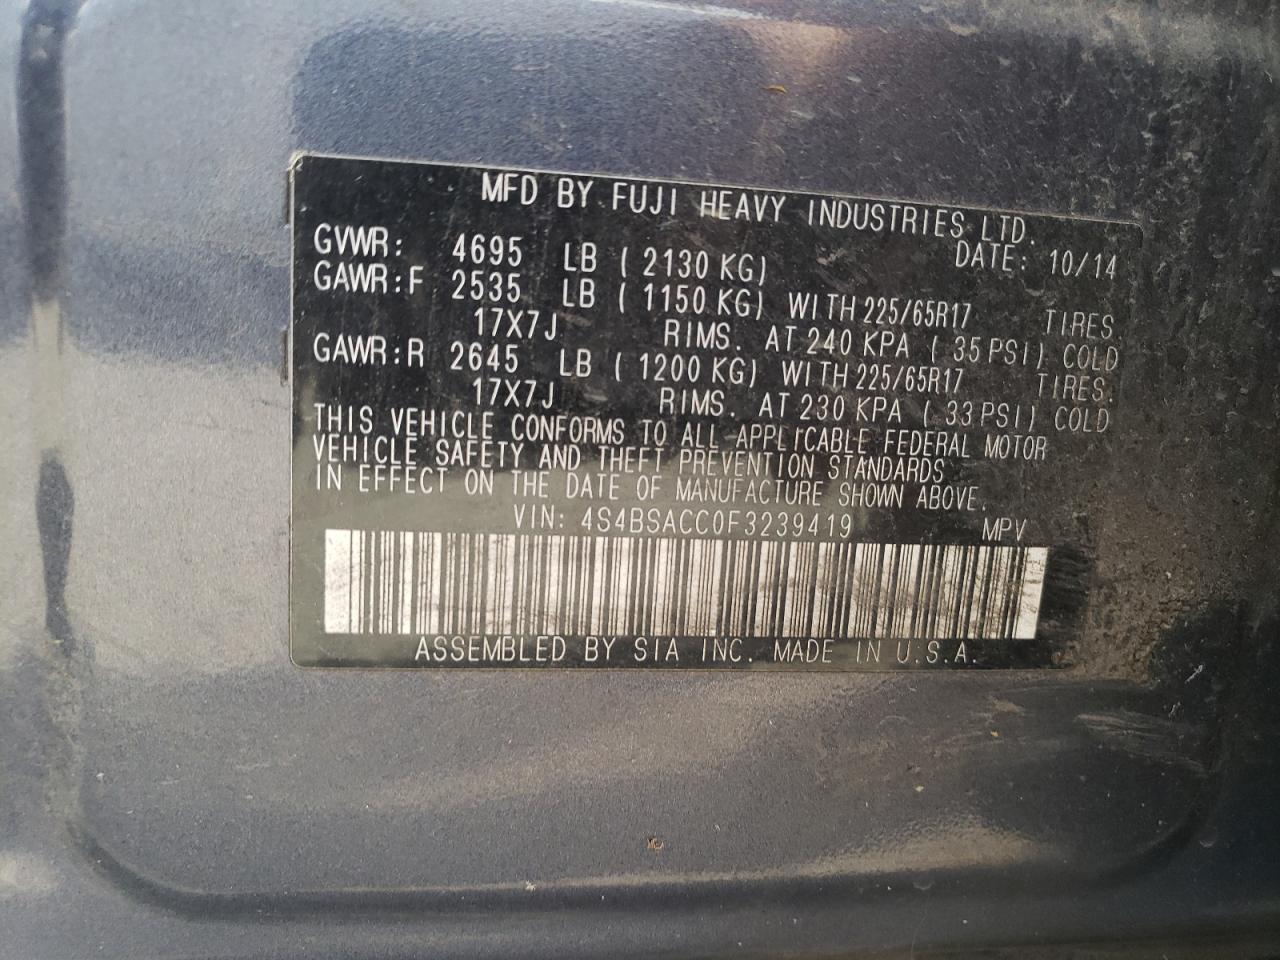 MFD BY FUJI HEAVY INDUSTRIES LTD.
DATE: 10/14
GVWR: 4695 LB ( 2130 KG)
GAWR:F 2535 LB ( 1150 KG) WITH 225/65R17 TIRES.
17X7J RIMS. AT 240 KPA ( 35 PSI) COLD
GAWR:R 2645 LB ( 1200 KG) WITH 225/65R17 TIRES.
17X7J RIMS. AT 230 KPA ( 33 PSI) COLD
THIS VEHICLE CONFORMS TO ALL APPLICABLE FEDERAL MOTOR
VEHICLE SAFETY AND THEFT PREVENTION STANDARDS
IN EFFECT ON THE DATE OF MANUFACTURE SHOWN ABOVE.
VIN: 4S4BSACC0F3239419 MPV
ASSEMBLED BY SIA INC. MADE IN U.S.A.